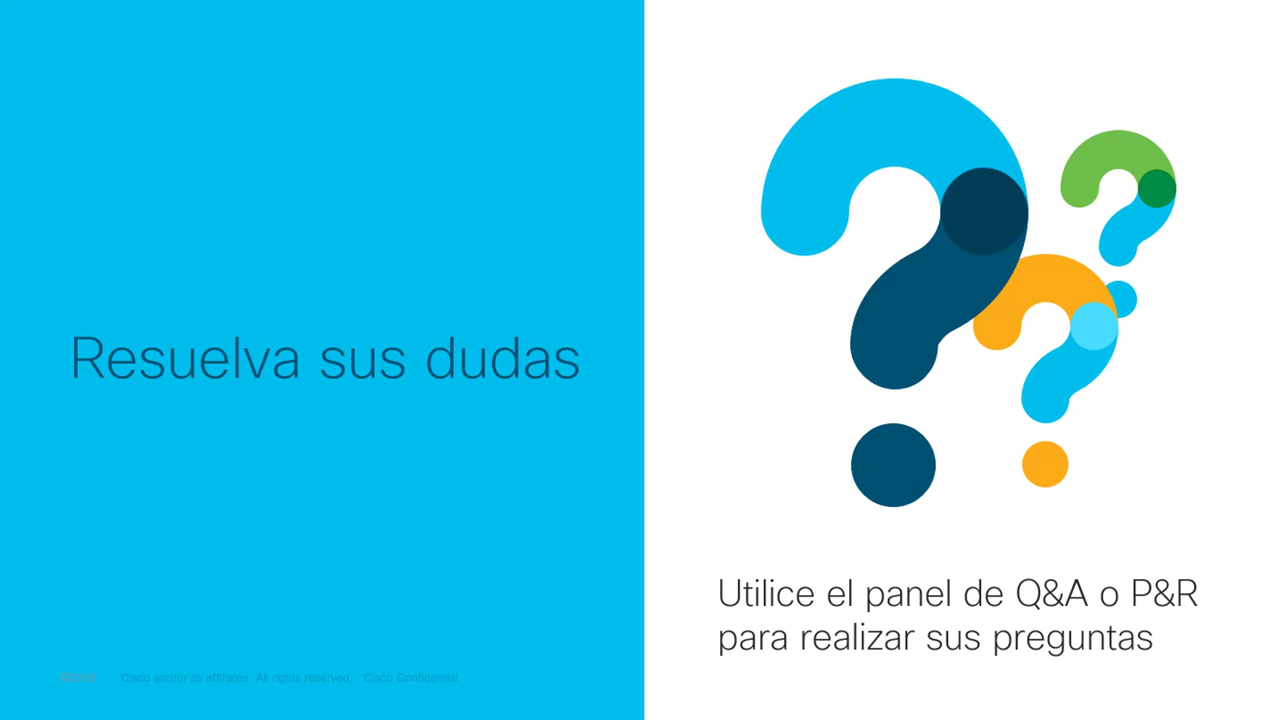 Resuelva sus dudas
Utilice el panel de Q&A o P&R
para realizar sus preguntas
Cisco and/or its affiliates. All rights reserved. Cisco Confidential